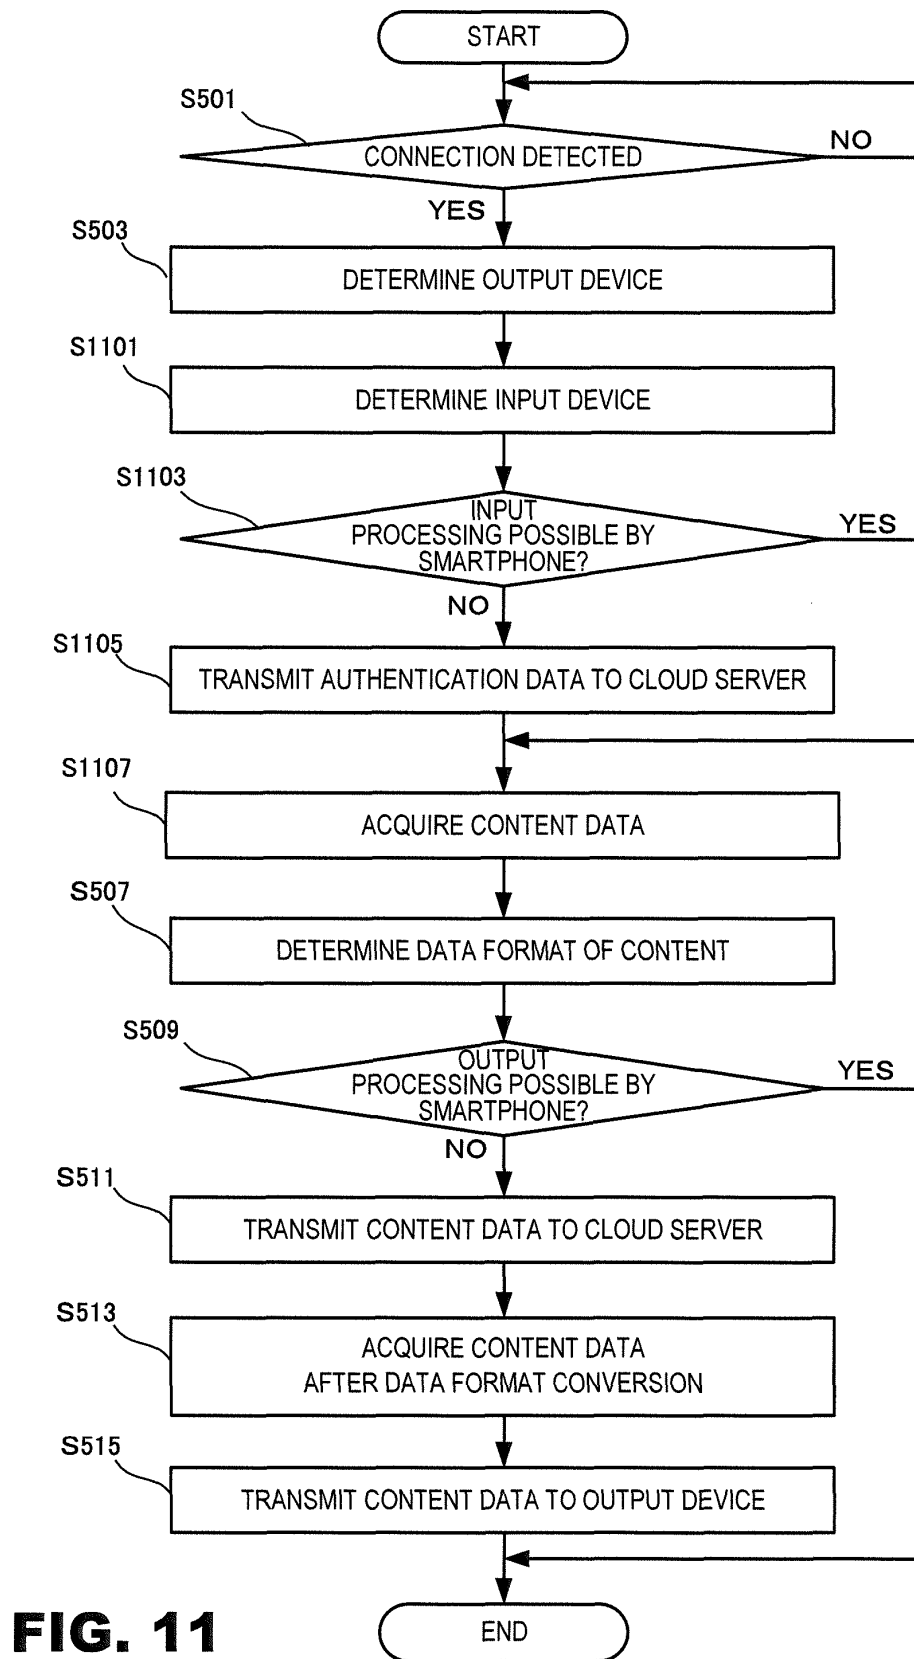 START
S501
CONNECTION DETECTED
NO
YES
S503
DETERMINE OUTPUT DEVICE
S1101
DETERMINE INPUT DEVICE
S1103
INPUT
PROCESSING POSSIBLE BY
SMARTPHONE?
YES
NO
S1105
TRANSMIT AUTHENTICATION DATA TO CLOUD SERVER
S1107
ACQUIRE CONTENT DATA
S507
DETERMINE DATA FORMAT OF CONTENT
S509
OUTPUT
PROCESSING POSSIBLE BY
SMARTPHONE?
YES
NO
S511
TRANSMIT CONTENT DATA TO CLOUD SERVER
S513
ACQUIRE CONTENT DATA
AFTER DATA FORMAT CONVERSION
S515
TRANSMIT CONTENT DATA TO OUTPUT DEVICE
END
FIG. 11